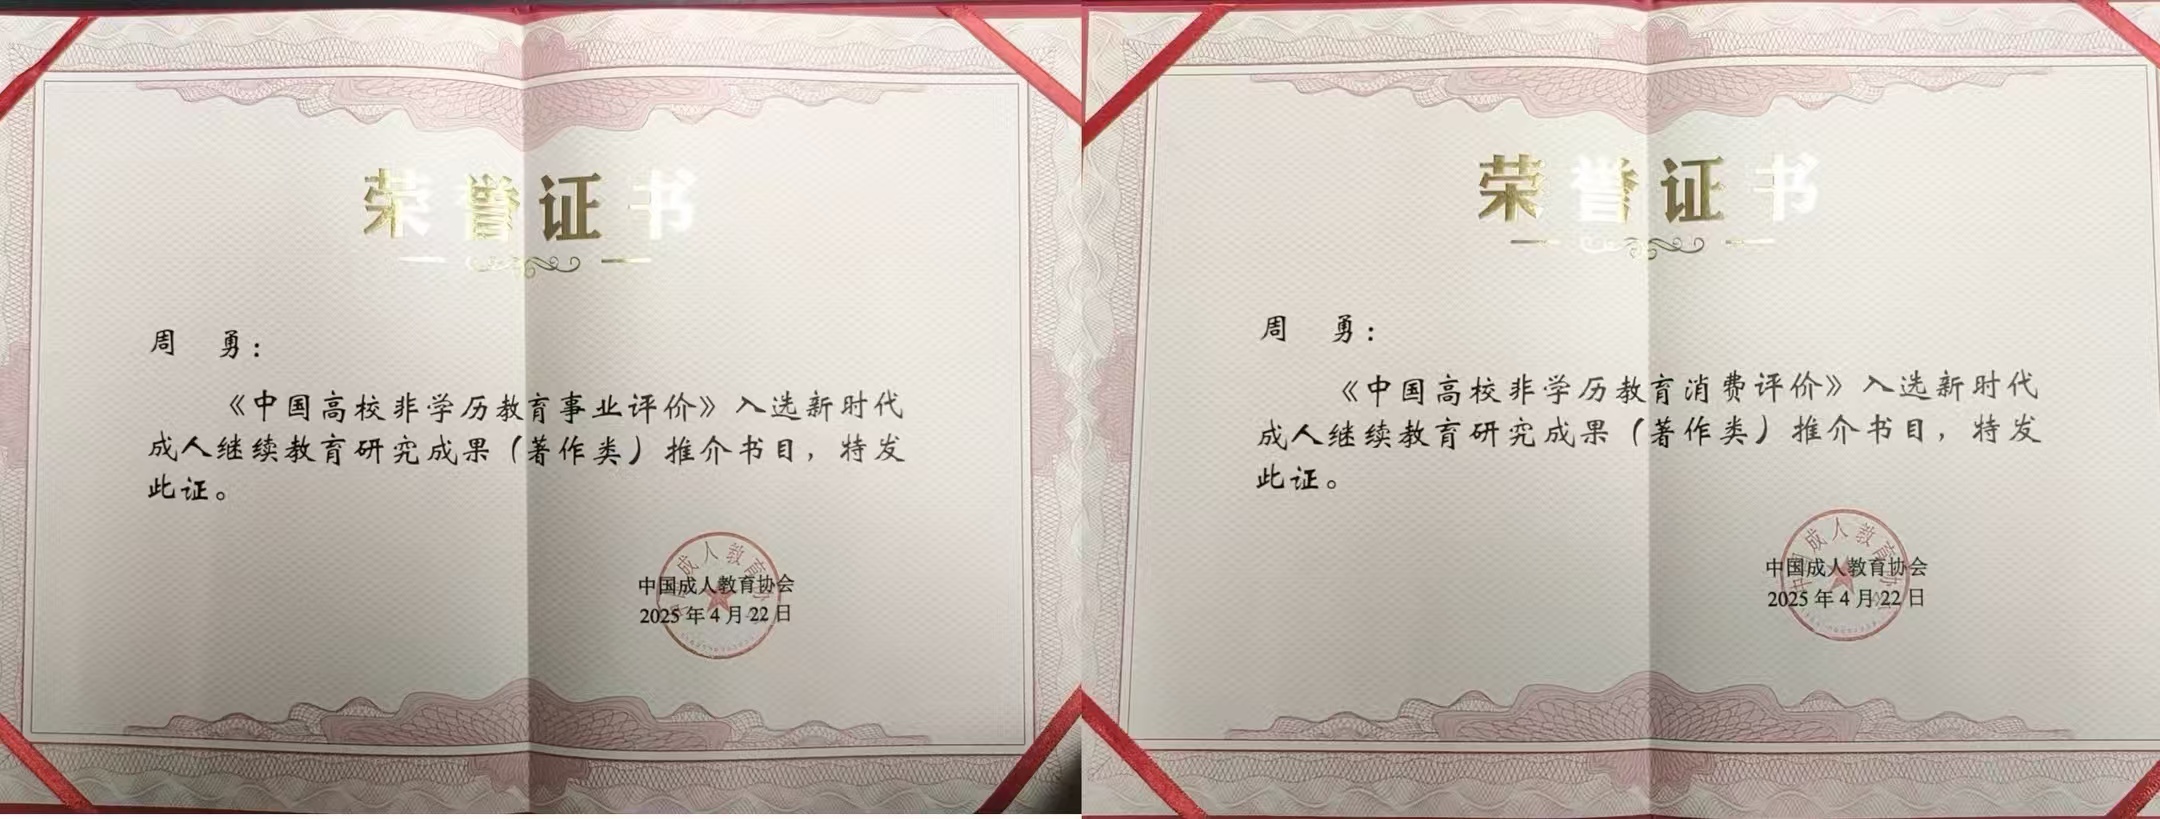 荣誉证书
周 勇：
《中国高校非学历教育事业评价》入选新时代
成人继续教育研究成果（著作类）推介书目，特发
此证。
中国成人教育协会
2025年4月22日
荣誉证书
周 勇：
《中国高校非学历教育消费评价》入选新时代
成人继续教育研究成果（著作类）推介书目，特发
此证。
中国成人教育协会
2025年4月22日